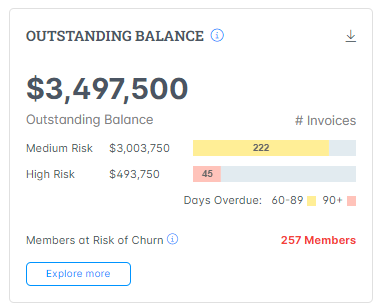 OUTSTANDING BALANCE
$3,497,500
Outstanding Balance
# Invoices
Medium Risk $3,003,750 222
High Risk $493,750 45
Days Overdue: 60-89 90+
Members at Risk of Churn 257 Members
Explore more